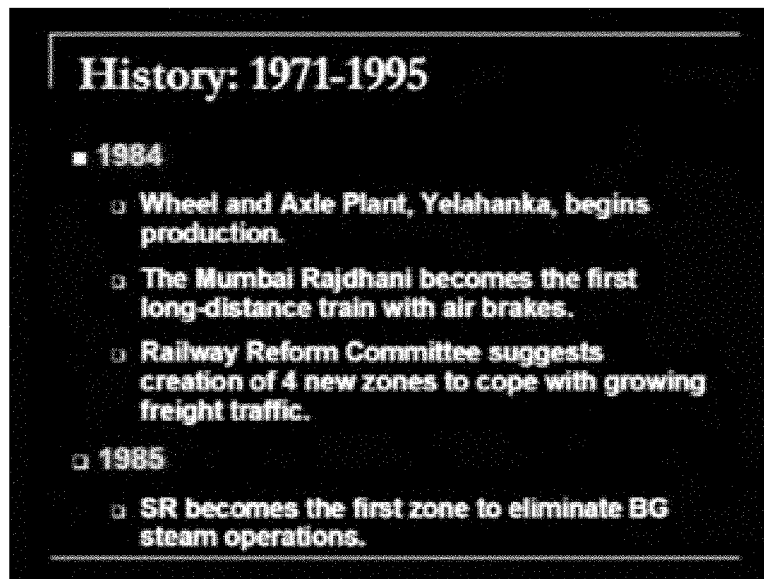 History: 1971-1995
1984
Wheel and Axle Plant, Yelahanka, begins
production.
The Mumbai Rajdhani becomes the first
long-distance train with air brakes.
Railway Reform Committee suggests
creation of 4 new zones to cope with growing
freight traffic.
1985
SR becomes the first zone to eliminate BG
steam operations.